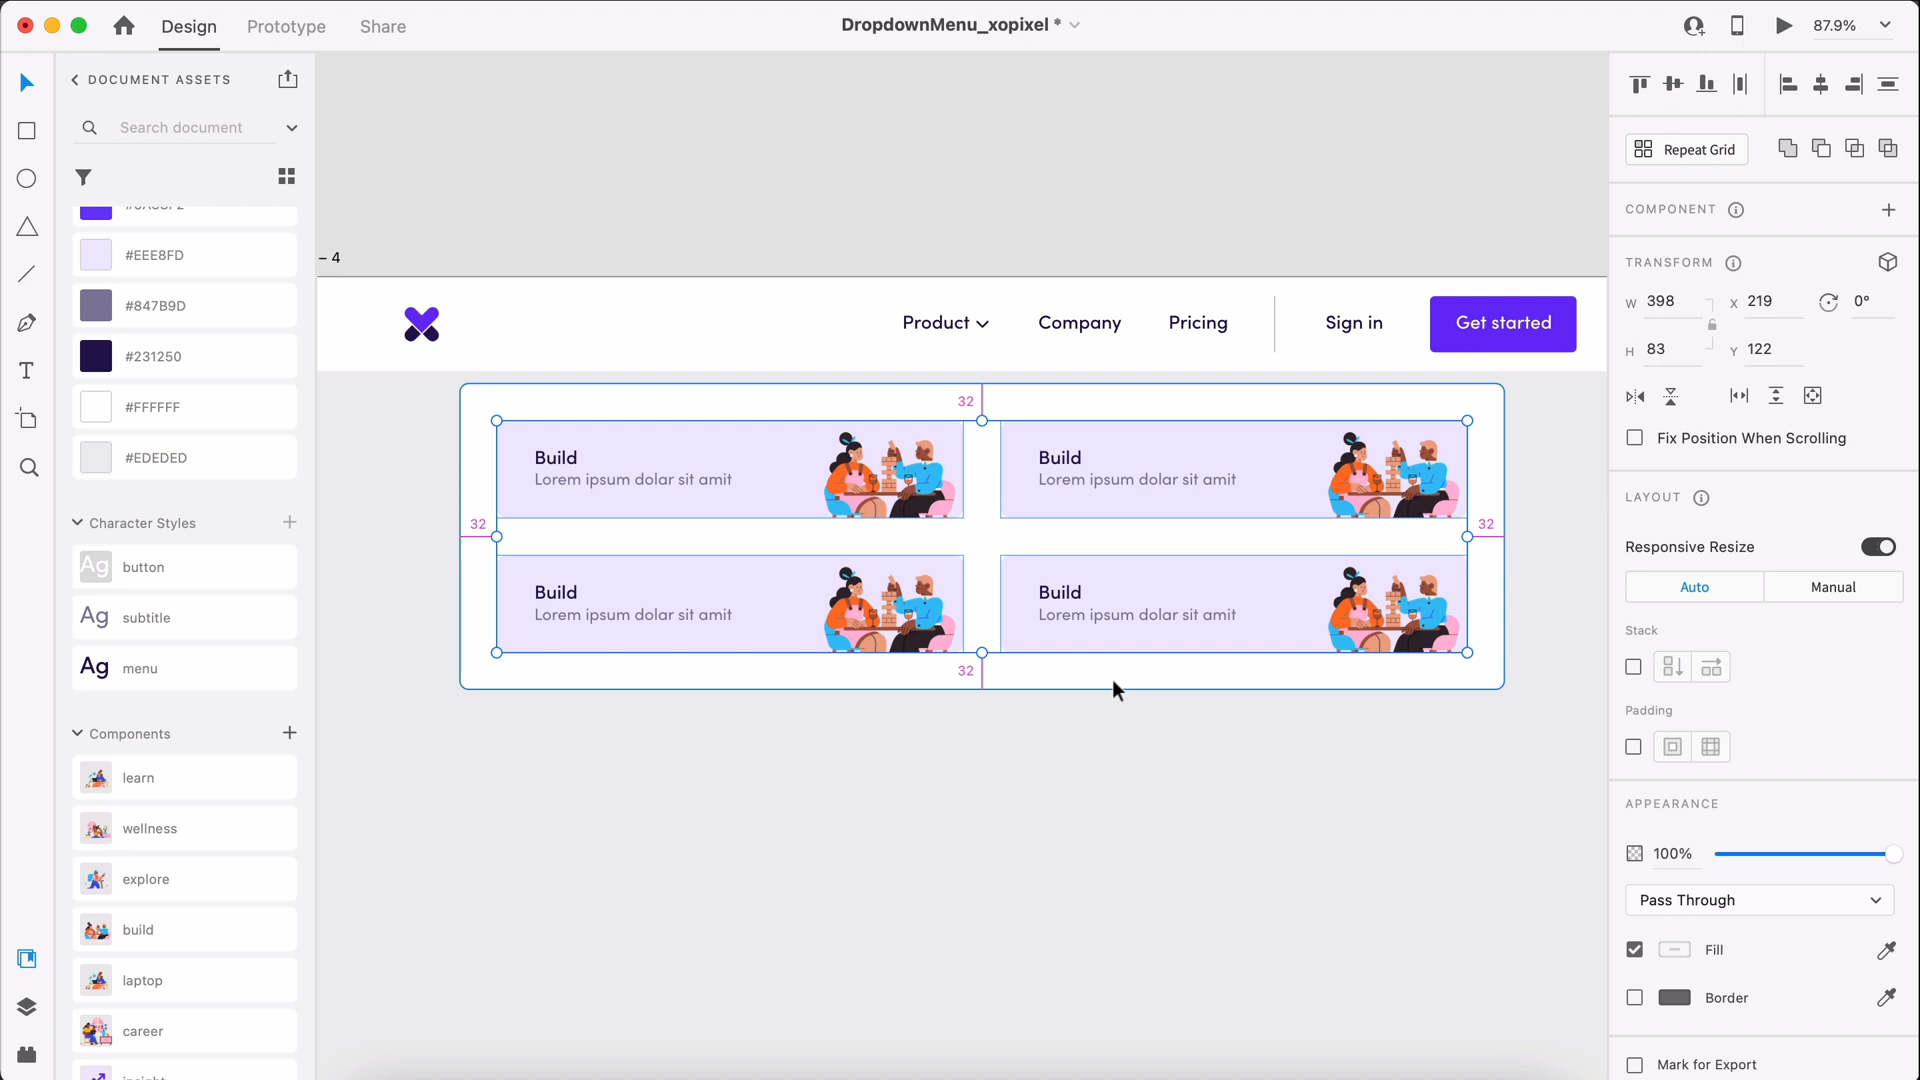 Design
Prototype
Share
DropdownMenu_xopixel *
87.9%
DOCUMENT ASSETS
Search document
#EEE8FD
#847B9D
#231250
#FFFFFF
#EDEDED
Character Styles
Ag button
Ag subtitle
Ag menu
Components
learn
wellness
explore
build
laptop
career
– 4
Product
Company
Pricing
Sign in
Get started
32
Build
Lorem ipsum dolar sit amit
Build
Lorem ipsum dolar sit amit
32
32
Build
Lorem ipsum dolar sit amit
Build
Lorem ipsum dolar sit amit
32
Repeat Grid
COMPONENT
TRANSFORM
W 398
X 219
0°
H 83
Y 122
Fix Position When Scrolling
LAYOUT
Responsive Resize
Auto
Manual
Stack
Padding
APPEARANCE
100%
Pass Through
Fill
Border
Mark for Export